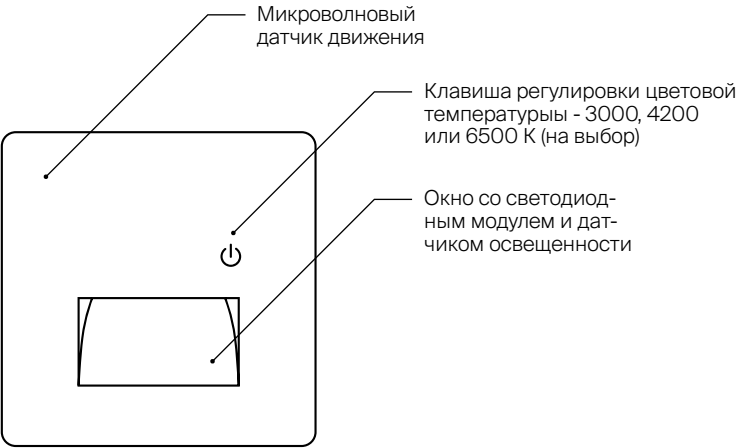 Микроволновый
датчик движения
Клавиша регулировки цветовой
температурыы - 3000, 4200
или 6500 К (на выбор)
Окно со светодиод-
ным модулем и дат-
чиком освещенности